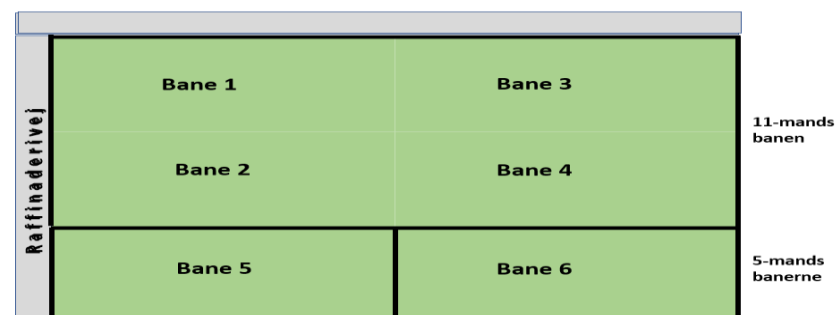 Bane 1
Bane 3
Raffinaderivej
11-mands
banen
Bane 2
Bane 4
Bane 5
Bane 6
5-mands
banerne